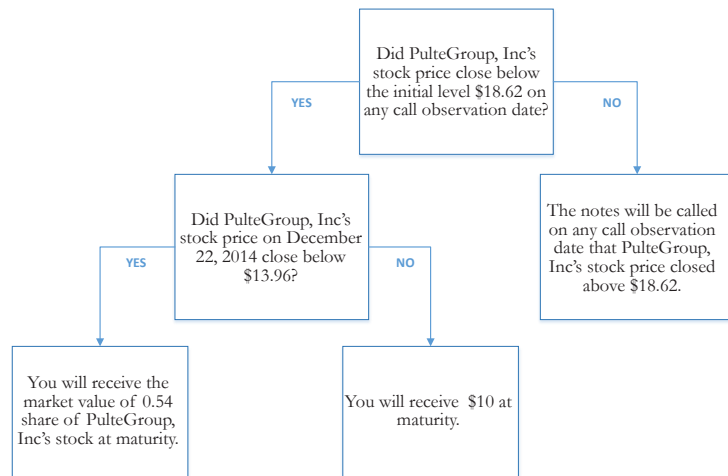 Did PulteGroup, Inc's
stock price close below
the initial level $18.62 on
any call observation date?
YES
NO
Did PulteGroup, Inc's
stock price on December
22, 2014 close below
$13.96?
The notes will be called
on any call observation
date that PulteGroup,
Inc's stock price closed
above $18.62.
YES
NO
You will receive the
market value of 0.54
share of PulteGroup,
Inc's stock at maturity.
You will receive $10 at
maturity.